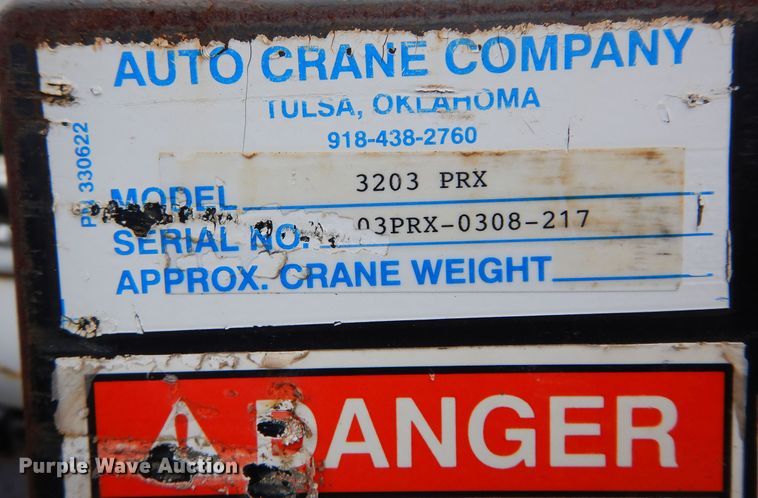 AUTO CRANE COMPANY
TULSA, OKLAHOMA
918-438-2760
330622
MODEL 3203 PRX
SERIAL NO. 03PRX-0308-217
APPROX. CRANE WEIGHT
DANGER
Purple Wave Auction